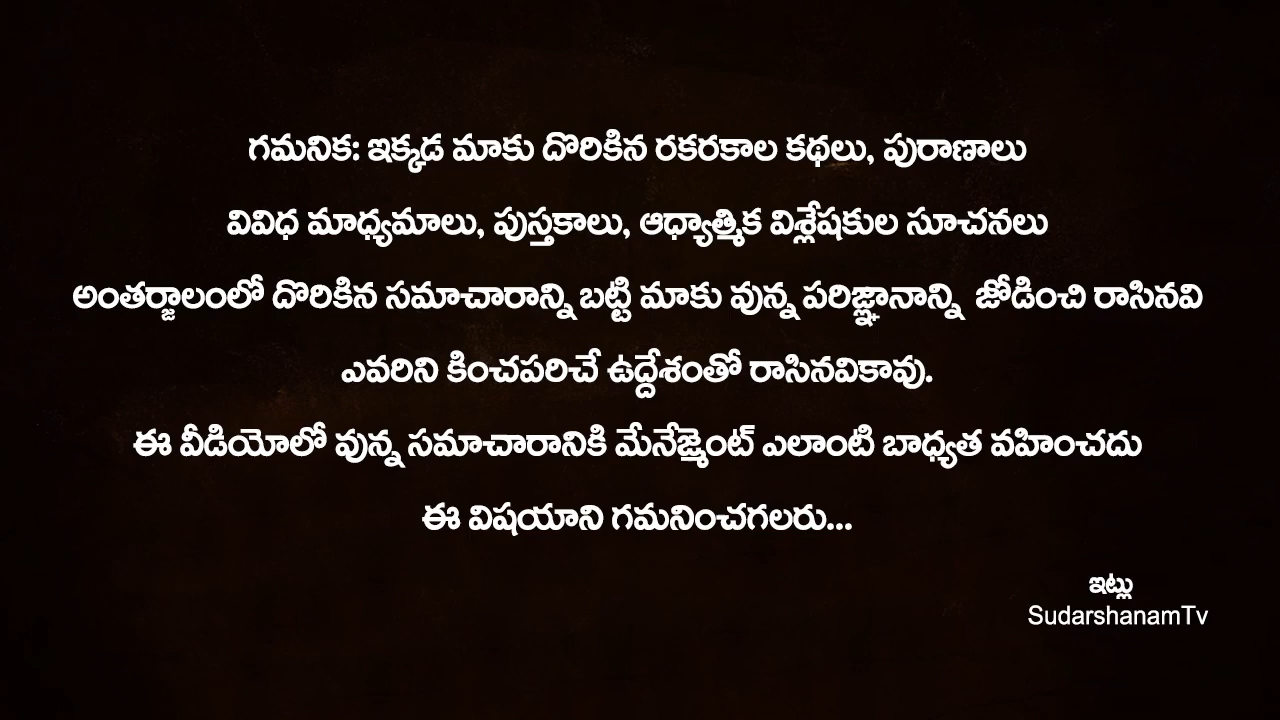 గమనిక: ఇక్కడ మాకు దొరికిన రకరకాల కథలు, పురాణాలు
వివిధ మాధ్యమాలు, పుస్తకాలు, ఆధ్యాత్మిక విశ్లేషకుల సూచనలు
అంతర్జాలంలో దొరికిన సమాచారాన్ని బట్టి మాకు వున్న పరిజ్ఞానాన్ని జోడించి రాసినవి
ఎవరిని కించపరిచే ఉద్దేశంతో రాసినవికావు.
ఈ వీడియోలో వున్న సమాచారానికి మేనేజ్మెంట్ ఎలాంటి బాధ్యత వహించదు
ఈ విషయాని గమనించగలరు...
ఇట్లు
SudarshanamTv